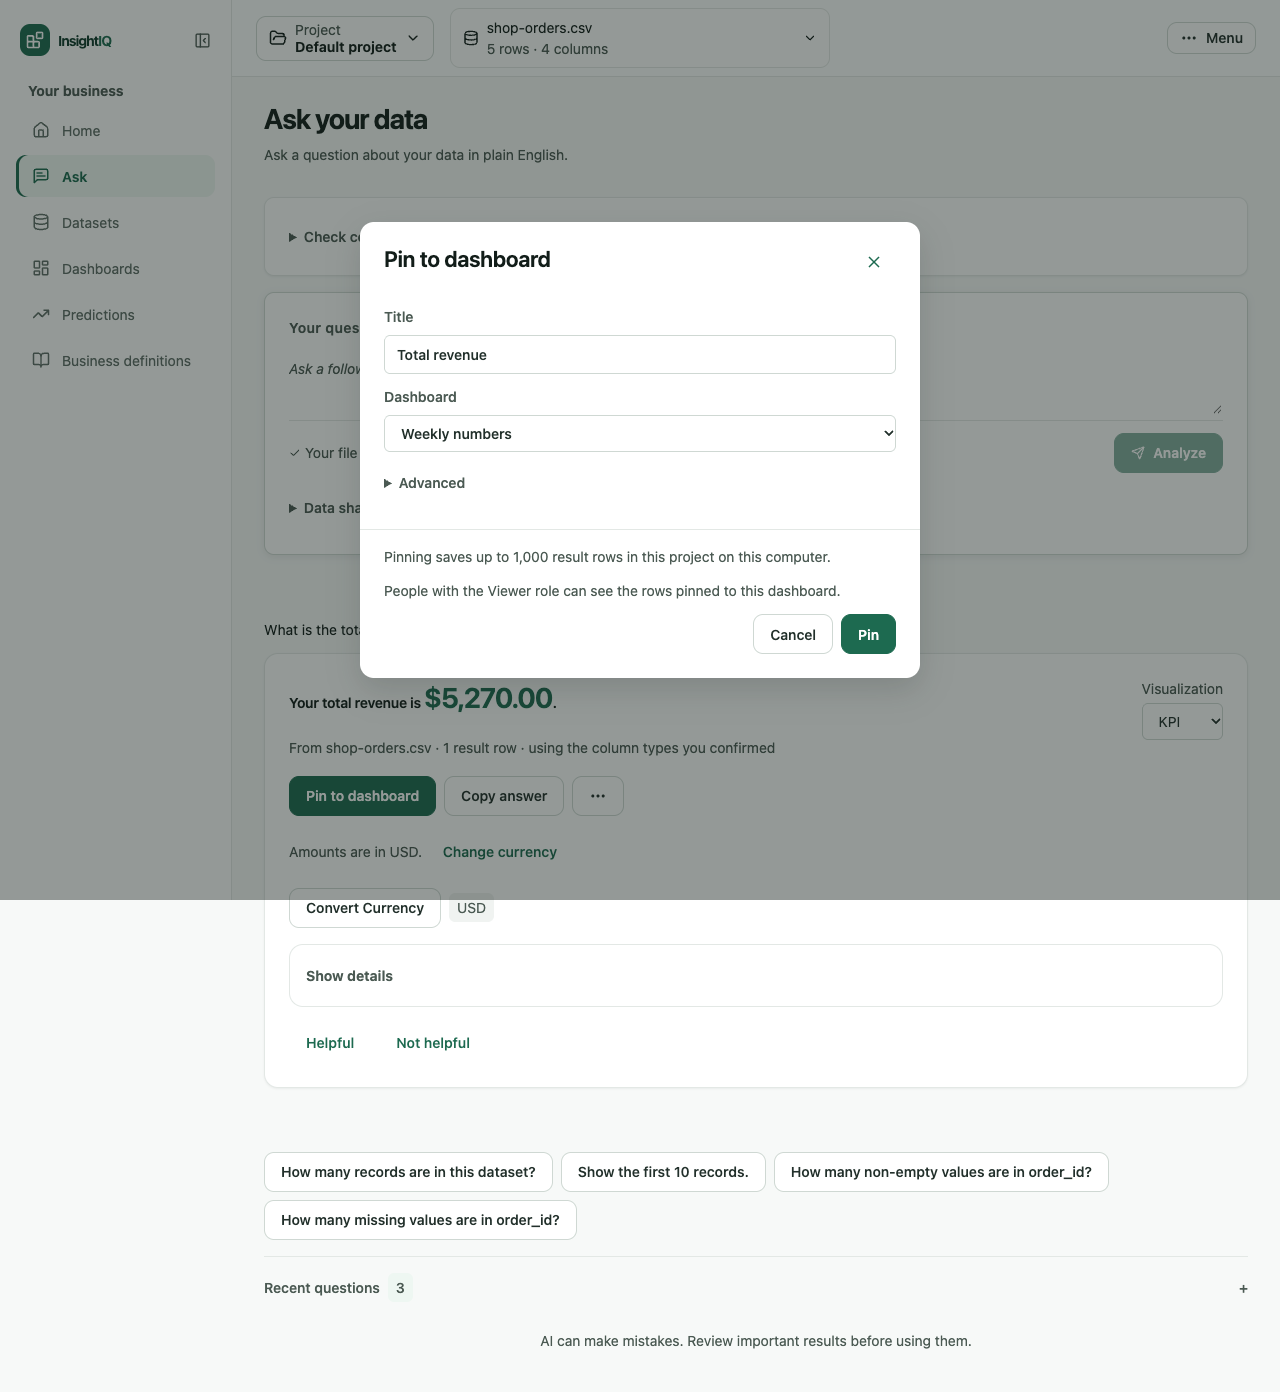 InsightIQ
Project
Default project
shop-orders.csv
5 rows · 4 columns
Menu
Your business
Home
Ask
Datasets
Dashboards
Predictions
Business definitions
Ask your data
Ask a question about your data in plain English.
Check c
Your ques
Ask a follow
Your file
Analyze
Data sha
Pin to dashboard
Title
Total revenue
Dashboard
Weekly numbers
Advanced
Pinning saves up to 1,000 result rows in this project on this computer.
People with the Viewer role can see the rows pinned to this dashboard.
Cancel
Pin
What is the tota
Your total revenue is $5,270.00.
Visualization
KPI
From shop-orders.csv · 1 result row · using the column types you confirmed
Pin to dashboard
Copy answer
Amounts are in USD.
Change currency
Convert Currency
USD
Show details
Helpful
Not helpful
How many records are in this dataset?
Show the first 10 records.
How many non-empty values are in order_id?
How many missing values are in order_id?
Recent questions 3
+
AI can make mistakes. Review important results before using them.